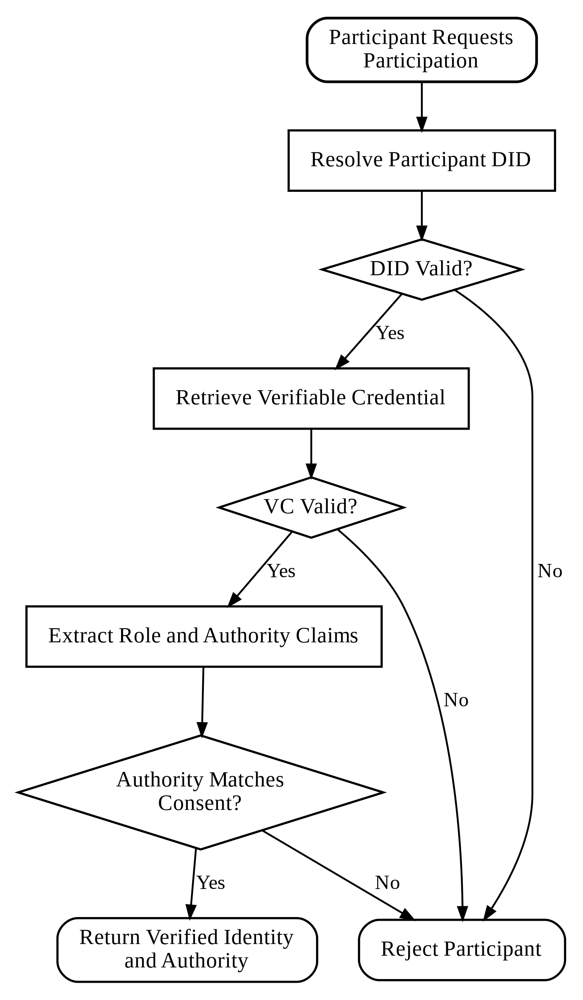 Participant Requests
Participation
Resolve Participant DID
DID Valid?
Yes
Retrieve Verifiable Credential
VC Valid?
Yes
No
Extract Role and Authority Claims
No
Authority Matches
Consent?
Yes
No
Return Verified Identity
and Authority
Reject Participant